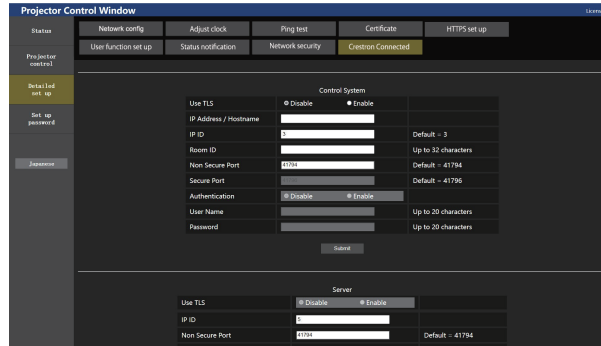 Projector Control Window
Licens
Status
Netowrk config
Adjust clock
Ping test
Certificate
HTTPS set up
User function set up
Status notification
Network security
Crestron Connected
Projector
control
Detailed
set up
Set up
password
Japanese
Control System
Use TLS Disable Enable
IP Address / Hostname
IP ID 3 Default = 3
Room ID Up to 32 characters
Non Secure Port 41794 Default = 41794
Secure Port Default = 41796
Authentication Disable Enable
User Name Up to 20 characters
Password Up to 20 characters
Submit
Server
Use TLS Disable Enable
IP ID 5
Non Secure Port 41794 Default = 41794